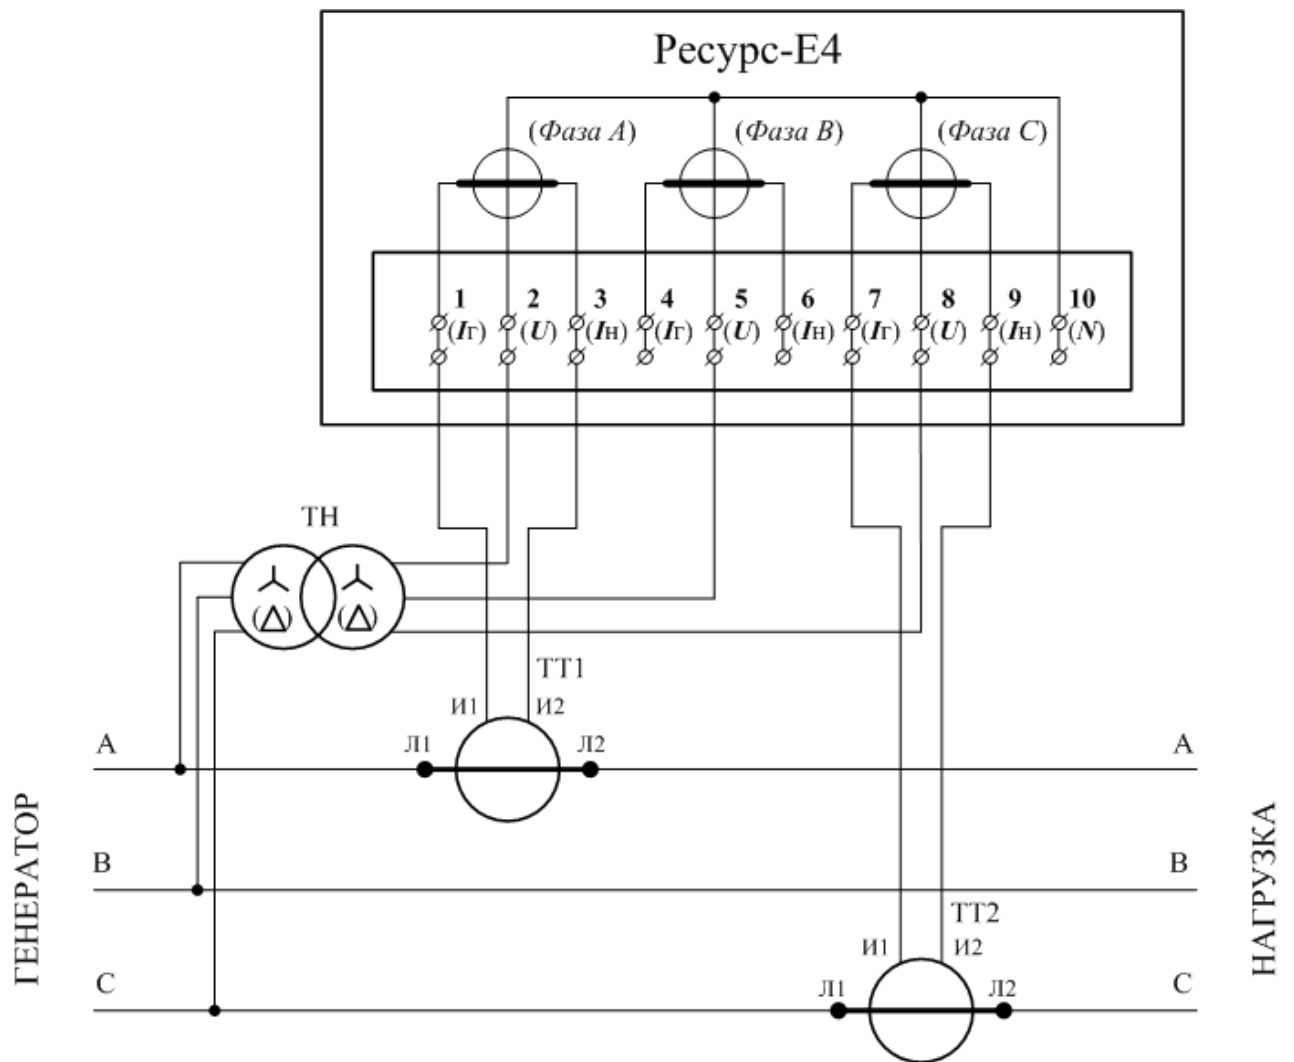 Ресурс-Е4
(Фаза А) (Фаза В) (Фаза С)
1 2 3 4 5 6 7 8 9 10
(Iг) (U) (Iн) (Iг) (U) (Iн) (Iг) (U) (Iн) (N)
ТН
ТТ1
И1 И2
Л1 Л2
А А
В В
ТТ2
И1 И2
Л1 Л2
С С
ГЕНЕРАТОР
НАГРУЗКА